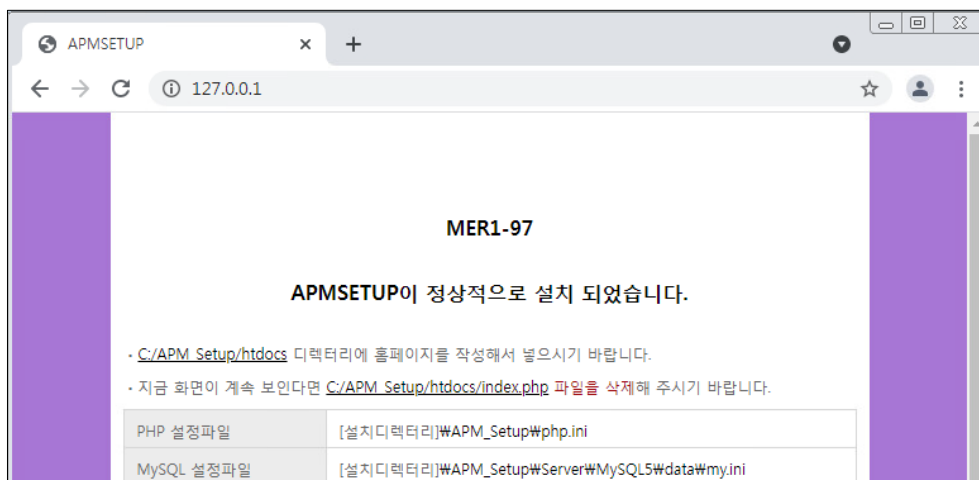 APMSETUP
127.0.0.1
MER1-97
APMSETUP이 정상적으로 설치 되었습니다.
- C:/APM_Setup/htdocs 디렉터리에 홈페이지를 작성해서 넣으시기 바랍니다.
- 지금 화면이 계속 보인다면 C:/APM_Setup/htdocs/index.php 파일을 삭제해 주시기 바랍니다.
PHP 설정파일 [설치디렉터리]₩APM_Setup₩php.ini
MySQL 설정파일 [설치디렉터리]₩APM_Setup₩Server₩MySQL5₩data₩my.ini